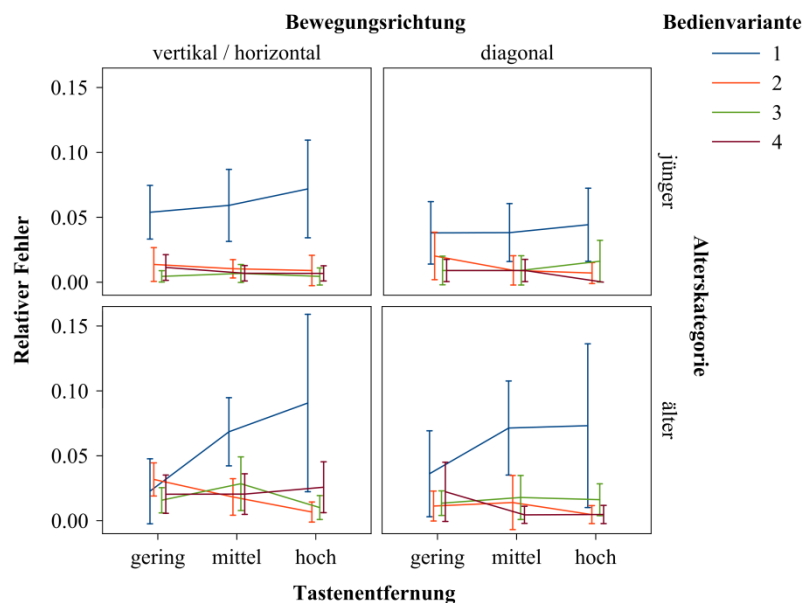 Bewegungsrichtung
Bedienvariante
vertikal / horizontal
diagonal
1
2
3
4
0.15
0.10
0.05
0.00
jünger
Relativer Fehler
Alterskategorie
0.15
0.10
0.05
0.00
älter
gering mittel hoch
gering mittel hoch
Tastenentfernung